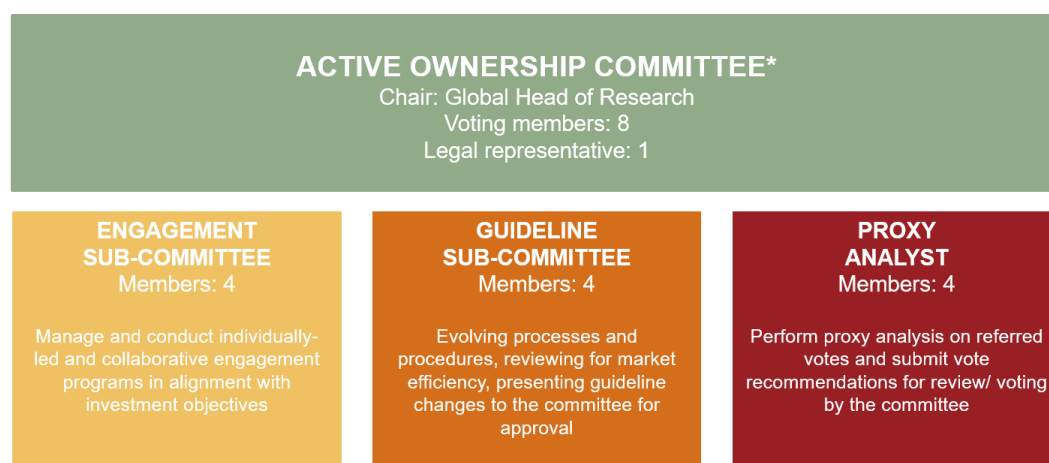 ACTIVE OWNERSHIP COMMITTEE*
Chair: Global Head of Research
Voting members: 8
Legal representative: 1
ENGAGEMENT
SUB-COMMITTEE
Members: 4
Manage and conduct individually-
led and collaborative engagement
programs in alignment with
investment objectives
GUIDELINE
SUB-COMMITTEE
Members: 4
Evolving processes and
procedures, reviewing for market
efficiency, presenting guideline
changes to the committee for
approval
PROXY
ANALYST
Members: 4
Perform proxy analysis on referred
votes and submit vote
recommendations for review/ voting
by the committee